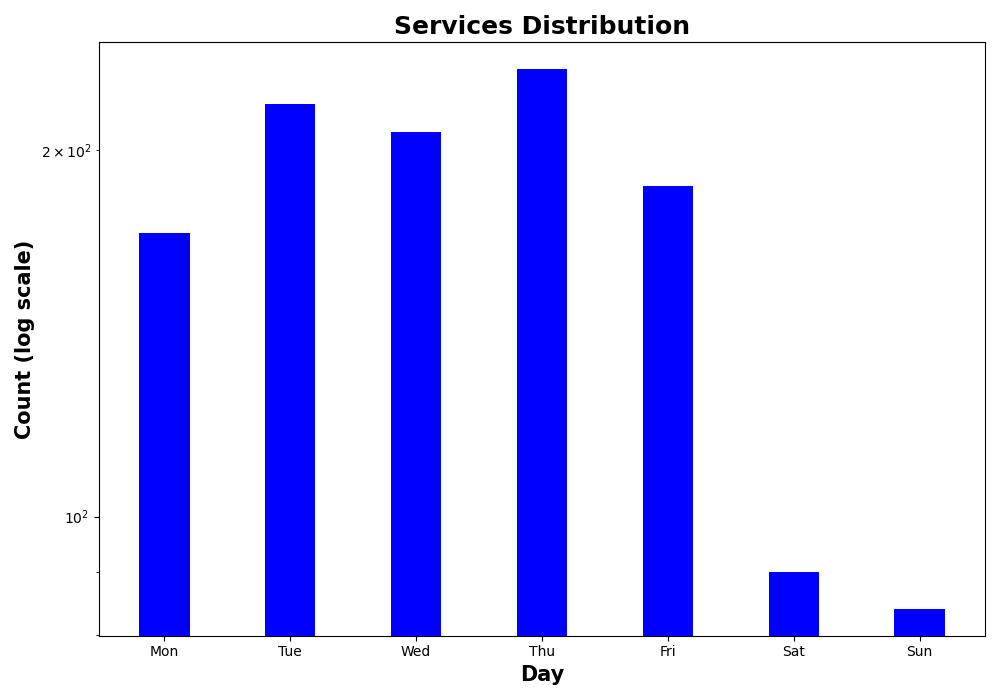 Services Distribution
Count (log scale)
2 × 10²
10²
Mon Tue Wed Thu Fri Sat Sun
Day